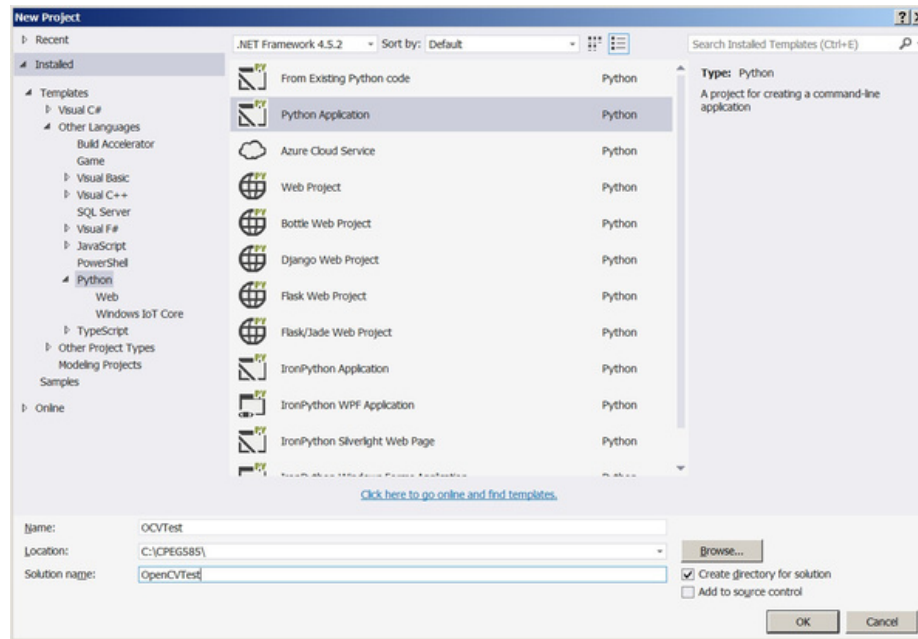 New Project
Recent
.NET Framework 4.5.2
Sort by: Default
Search Installed Templates (Ctrl+E)
Installed
Templates
Visual C#
Other Languages
Build Accelerator
Game
Visual Basic
Visual C++
SQL Server
Visual F#
JavaScript
PowerShell
Python
Web
Windows IoT Core
TypeScript
Other Project Types
Modeling Projects
Samples
Online
From Existing Python code Python
Python Application Python
Azure Cloud Service Python
Web Project Python
Bottle Web Project Python
Django Web Project Python
Flask Web Project Python
Flask/Jade Web Project Python
IronPython Application Python
IronPython WPF Application Python
IronPython Silverlight Web Page Python
Type: Python
A project for creating a command-line
application
Click here to go online and find templates.
Name: OCVTest
Location: C:\CPEG585\
Browse...
Solution name: OpenCVTest
Create directory for solution
Add to source control
OK Cancel